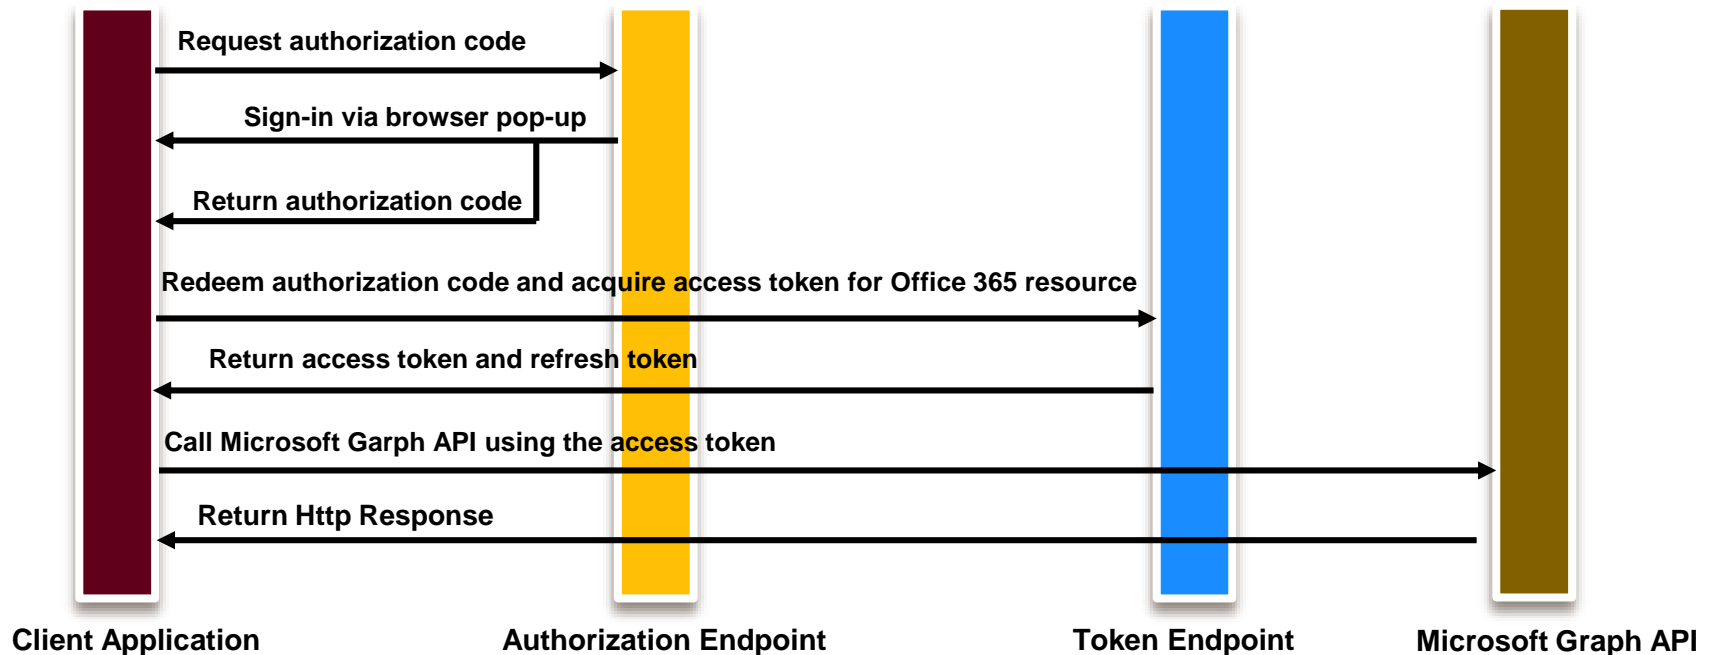 Request authorization code
Sign-in via browser pop-up
Return authorization code
Redeem authorization code and acquire access token for Office 365 resource
Return access token and refresh token
Call Microsoft Garph API using the access token
Return Http Response
Client Application
Authorization Endpoint
Token Endpoint
Microsoft Graph API